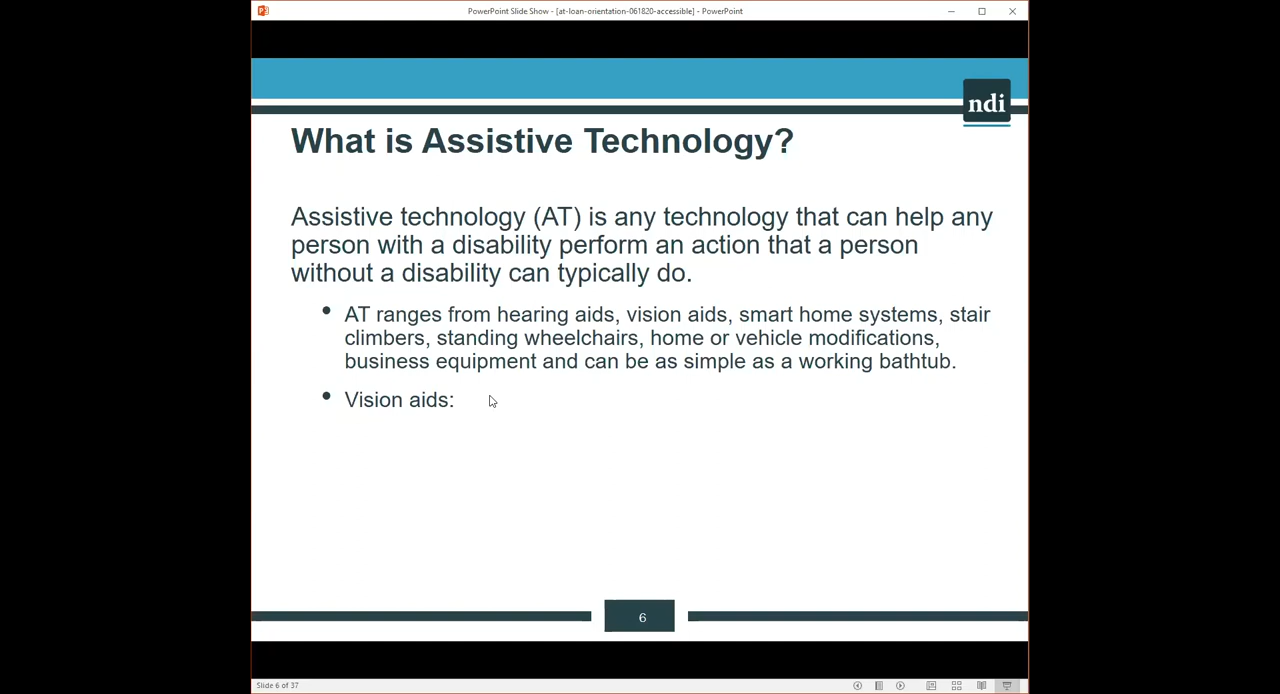 PowerPoint Slide Show - [at-loan-orientation-061820-accessible] - PowerPoint
ndi
What is Assistive Technology?
Assistive technology (AT) is any technology that can help any
person with a disability perform an action that a person
without a disability can typically do.
• AT ranges from hearing aids, vision aids, smart home systems, stair
climbers, standing wheelchairs, home or vehicle modifications,
business equipment and can be as simple as a working bathtub.
• Vision aids:
6
Slide 6 of 37